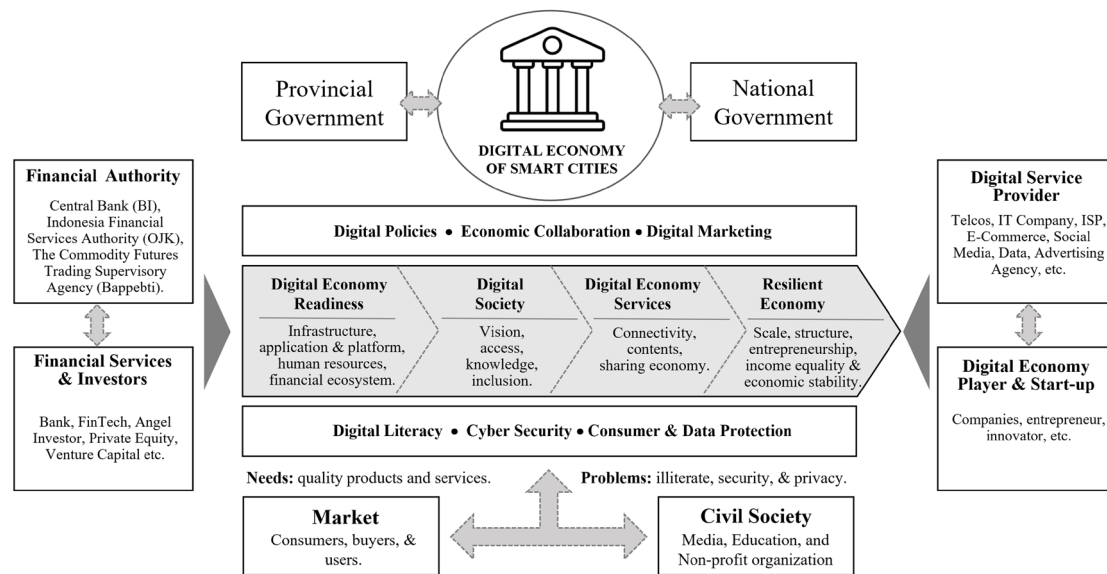 Provincial
Government
DIGITAL ECONOMY
OF SMART CITIES
National
Government
Financial Authority
Central Bank (BI),
Indonesia Financial
Services Authority (OJK),
The Commodity Futures
Trading Supervisory
Agency (Bappebti).
Financial Services
& Investors
Bank, FinTech, Angel
Investor, Private Equity,
Venture Capital etc.
Digital Policies • Economic Collaboration • Digital Marketing
Digital Economy
Readiness
Infrastructure,
application & platform,
human resources,
financial ecosystem.
Digital
Society
Vision,
access,
knowledge,
inclusion.
Digital Economy
Services
Connectivity,
contents,
sharing economy.
Resilient
Economy
Scale, structure,
entrepreneurship,
income equality &
economic stability.
Digital Literacy • Cyber Security • Consumer & Data Protection
Needs: quality products and services.
Problems: illiterate, security, & privacy.
Market
Consumers, buyers, &
users.
Civil Society
Media, Education, and
Non-profit organization
Digital Service
Provider
Telcos, IT Company, ISP,
E-Commerce, Social
Media, Data, Advertising
Agency, etc.
Digital Economy
Player & Start-up
Companies, entrepreneur,
innovator, etc.